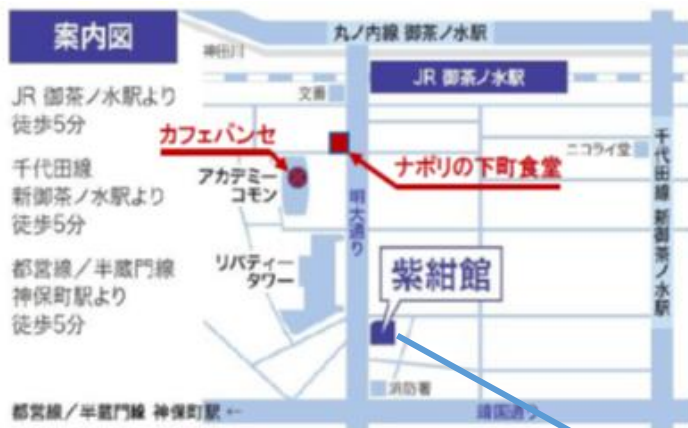 案内図
JR 御茶ノ水駅より
徒歩5分
千代田線
新御茶ノ水駅より
徒歩5分
都営線/半蔵門線
神保町駅より
徒歩5分
丸ノ内線 御茶ノ水駅
神田川
JR 御茶ノ水駅
交番
カフェパンセ
ナポリの下町食堂
ニコライ堂
アカデミー
コモン
明大通り
千代田線 新御茶ノ水駅
リバティー
タワー
紫紺館
消防署
都営線/半蔵門線 神保町駅 ←
靖国通り